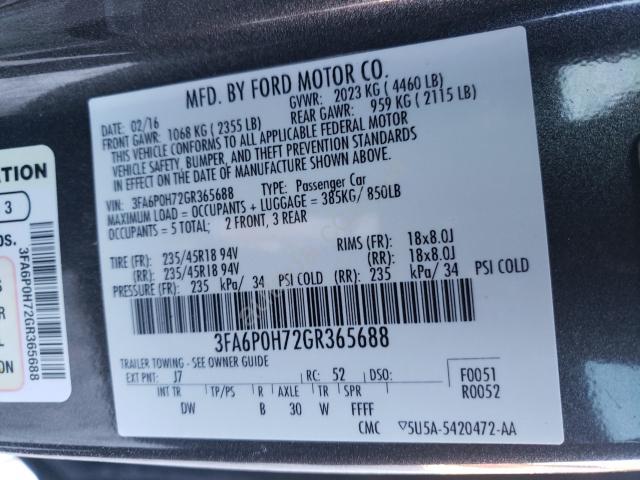 MFD. BY FORD MOTOR CO.
DATE: 02/16 GVWR: 2023 KG ( 4460 LB)
FRONT GAWR: 1068 KG ( 2355 LB) REAR GAWR: 959 KG ( 2115 LB)
THIS VEHICLE CONFORMS TO ALL APPLICABLE FEDERAL MOTOR
VEHICLE SAFETY, BUMPER, AND THEFT PREVENTION STANDARDS
IN EFFECT ON THE DATE OF MANUFACTURE SHOWN ABOVE.
VIN: 3FA6P0H72GR365688 TYPE: Passenger Car
MAXIMUM LOAD = OCCUPANTS + LUGGAGE = 385KG/ 850LB
OCCUPANTS = 5 TOTAL; 2 FRONT, 3 REAR
TIRE (FR): 235/45R18 94V RIMS (FR): 18x8.0J
(RR): 235/45R18 94V (RR): 18x8.0J
PRESSURE (FR): 235 kPa/ 34 PSI COLD (RR): 235 kPa/ 34 PSI COLD
3FA6P0H72GR365688
TRAILER TOWING - SEE OWNER GUIDE
EXT PNT: J7 RC: 52 DSO: F0051
R0052
INT TR TP/PS R AXLE TR SPR
DW B 30 W FFFF
CMC 5U5A-5420472-AA
3
3FA6P0H72GR365688